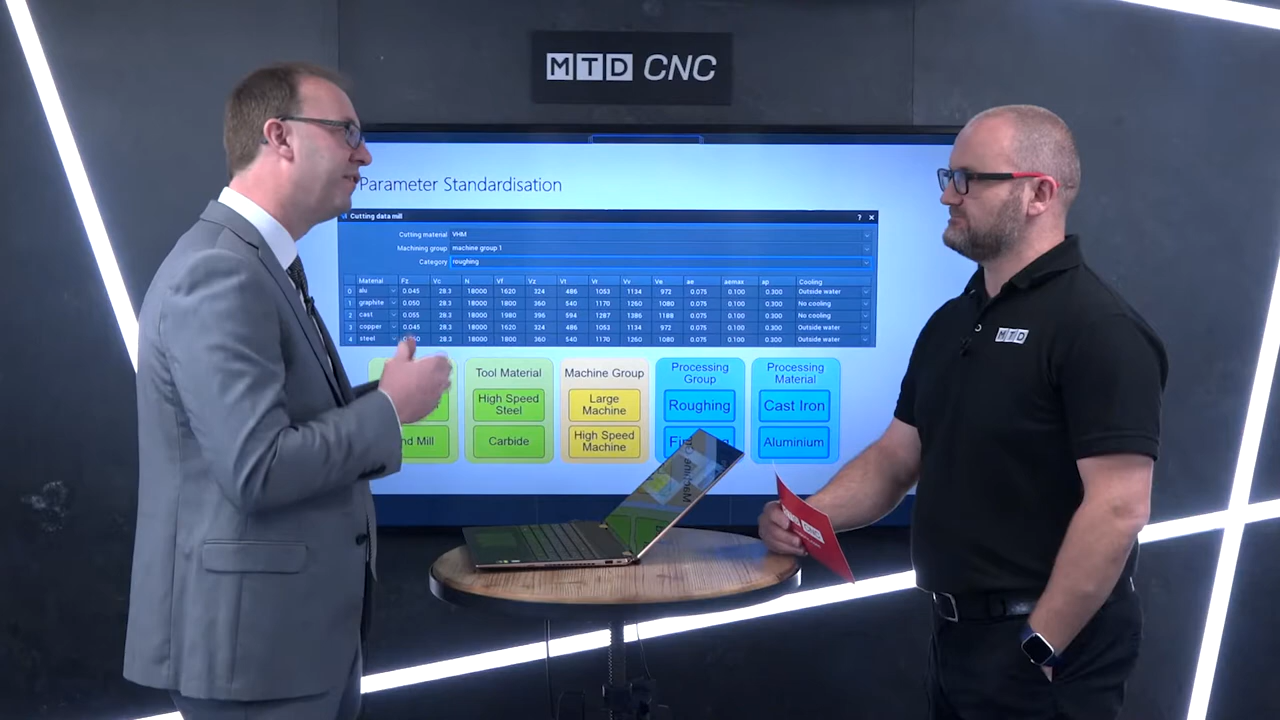 MTD CNC
Parameter Standardisation
Cutting data mill ? ×
Cutting material VHM
Machining group machine group 1
Category roughing
Material Fz Vc N Vf Vz Vt Vr Vv Ve ae aemax ap Cooling
0 alu 0.045 28.3 18000 1620 324 486 1053 1134 972 0.075 0.100 0.300 Outside water
1 graphite 0.050 28.3 18000 1800 360 540 1170 1260 1080 0.075 0.100 0.300 No cooling
2 cast 0.055 28.3 18000 1980 396 594 1287 1386 1188 0.075 0.100 0.300 No cooling
3 copper 0.045 28.3 18000 1620 324 486 1053 1134 972 0.075 0.100 0.300 Outside water
4 steel 28.3 18000 1800 360 540 1170 1260 1080 0.075 0.100 0.300 Outside water
Tool Material
High Speed
Steel
Carbide
Machine Group
Large
Machine
High Speed
Machine
Processing
Group
Roughing
Processing
Material
Cast Iron
Aluminium
Mill
MTD
CNC